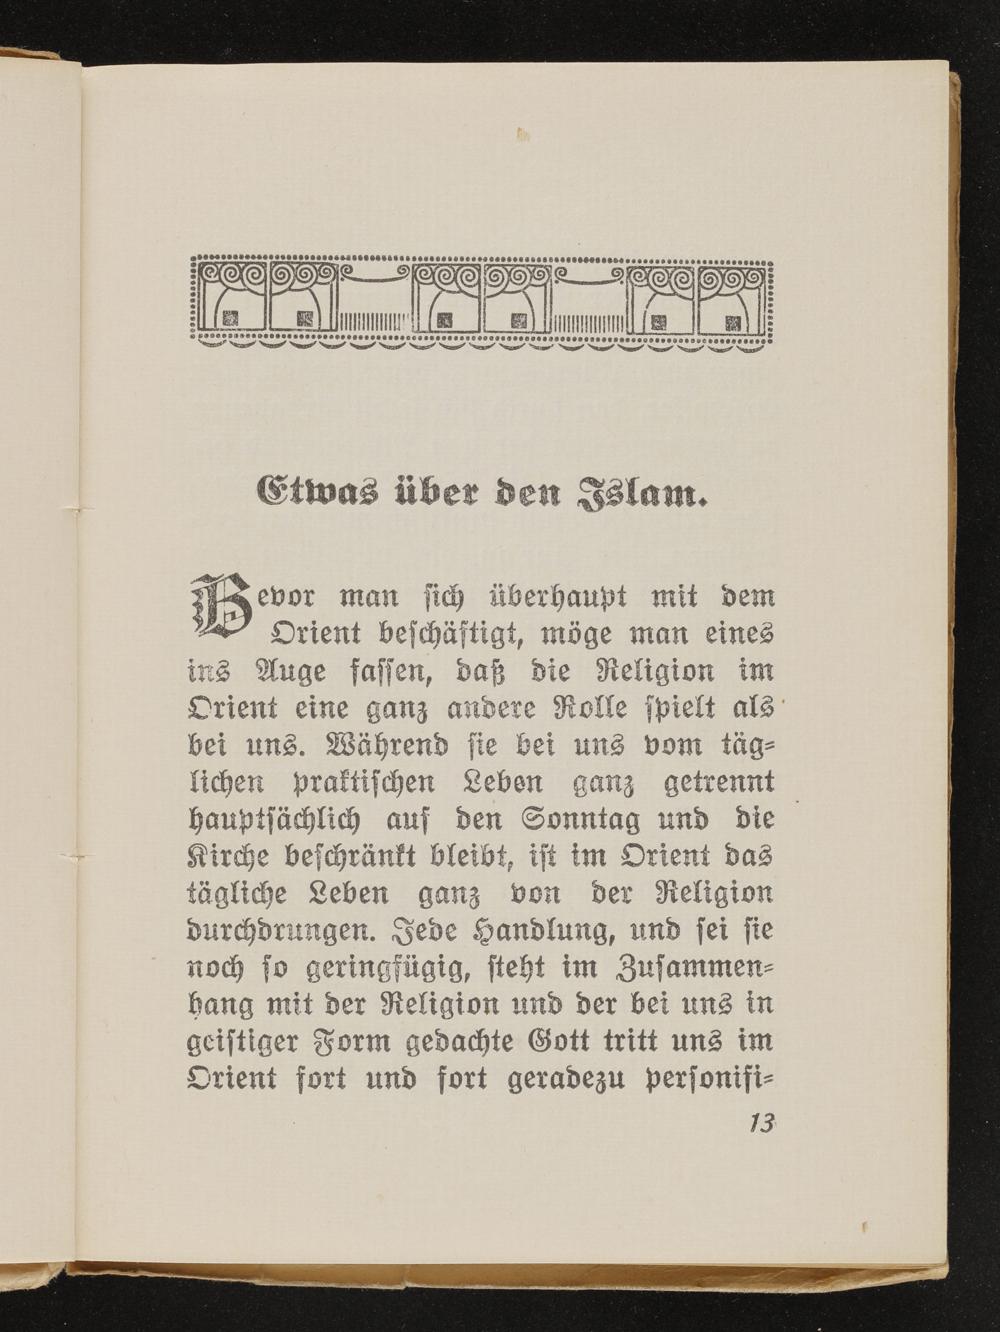 Etwas über den Islam.
Bevor man sich überhaupt mit dem
Orient beschäftigt, möge man eines
ins Auge fassen, daß die Religion im
Orient eine ganz andere Rolle spielt als
bei uns. Während sie bei uns vom täg-
lichen praktischen Leben ganz getrennt
hauptsächlich auf den Sonntag und die
Kirche beschränkt bleibt, ist im Orient das
tägliche Leben ganz von der Religion
durchdrungen. Jede Handlung, und sei sie
noch so geringfügig, steht im Zusammen-
hang mit der Religion und der bei uns in
geistiger Form gedachte Gott tritt uns im
Orient fort und fort geradezu personifi-
13